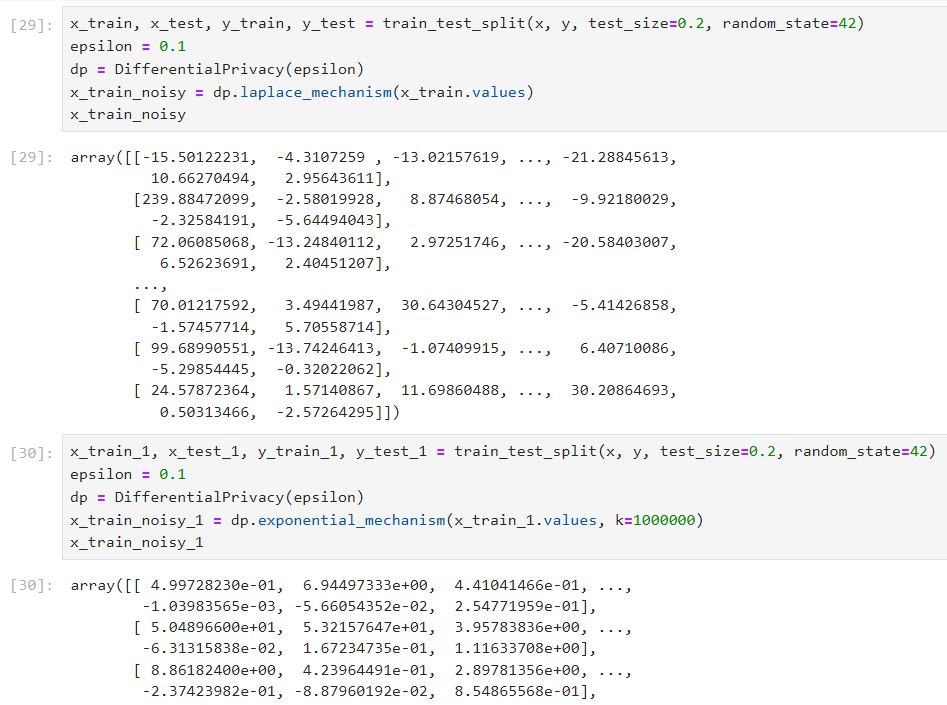 [29]: x_train, x_test, y_train, y_test = train_test_split(x, y, test_size=0.2, random_state=42)
epsilon = 0.1
dp = DifferentialPrivacy(epsilon)
x_train_noisy = dp.laplace_mechanism(x_train.values)
x_train_noisy
[29]: array([[-15.50122231,  -4.3107259 , -13.02157619, ..., -21.28845613,
         10.66270494,   2.95643611],
       [239.88472099,  -2.58019928,   8.87468054, ...,  -9.92180029,
         -2.32584191,  -5.64494043],
       [ 72.06085068, -13.24840112,   2.97251746, ..., -20.58403007,
          6.52623691,   2.40451207],
       ...,
       [ 70.01217592,   3.49441987,  30.64304527, ...,  -5.41426858,
         -1.57457714,   5.70558714],
       [ 99.68990551, -13.74246413,  -1.07409915, ...,   6.40710086,
         -5.29854445,  -0.32022062],
       [ 24.57872364,   1.57140867,  11.69860488, ...,  30.20864693,
          0.50313466,  -2.57264295]])
[30]: x_train_1, x_test_1, y_train_1, y_test_1 = train_test_split(x, y, test_size=0.2, random_state=42)
epsilon = 0.1
dp = DifferentialPrivacy(epsilon)
x_train_noisy_1 = dp.exponential_mechanism(x_train_1.values, k=1000000)
x_train_noisy_1
[30]: array([[ 4.99728230e-01,  6.94497333e+00,  4.41041466e-01, ...,
        -1.03983565e-03, -5.66054352e-02,  2.54771959e-01],
       [ 5.04896600e+01,  5.32157647e+01,  3.95783836e+00, ...,
        -6.31315838e-02,  1.67234735e-01,  1.11633708e+00],
       [ 8.86182400e+00,  4.23964491e-01,  2.89781356e+00, ...,
        -2.37423982e-01, -8.87960192e-02,  8.54865568e-01],